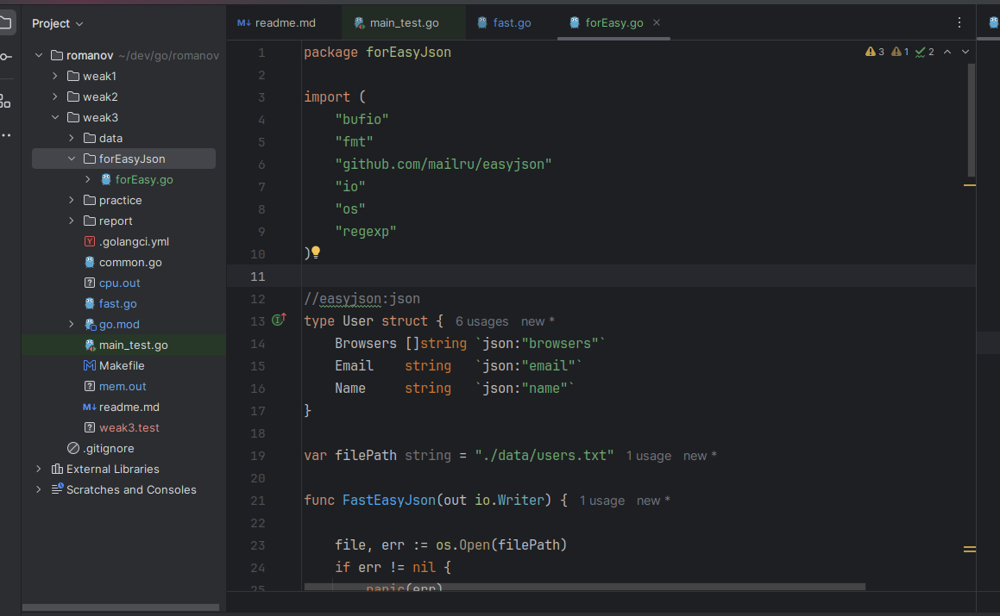 Project
readme.md
main_test.go
fast.go
forEasy.go
romanov ~/dev/go/romanov
weak1
weak2
weak3
data
forEasyJson
forEasy.go
practice
report
.golangci.yml
common.go
cpu.out
fast.go
go.mod
main_test.go
Makefile
mem.out
readme.md
weak3.test
.gitignore
External Libraries
Scratches and Consoles
3 1 2
1 package forEasyJson
2
3 import (
4 "bufio"
5 "fmt"
6 "github.com/mailru/easyjson"
7 "io"
8 "os"
9 "regexp"
10 )
11
12 //easyjson:json
13 type User struct { 6 usages new *
14 Browsers []string `json:"browsers"`
15 Email string `json:"email"`
16 Name string `json:"name"`
17 }
18
19 var filePath string = "./data/users.txt" 1 usage new *
20
21 func FastEasyJson(out io.Writer) { 1 usage new *
22
23 file, err := os.Open(filePath)
24 if err != nil {
25 panic(err)